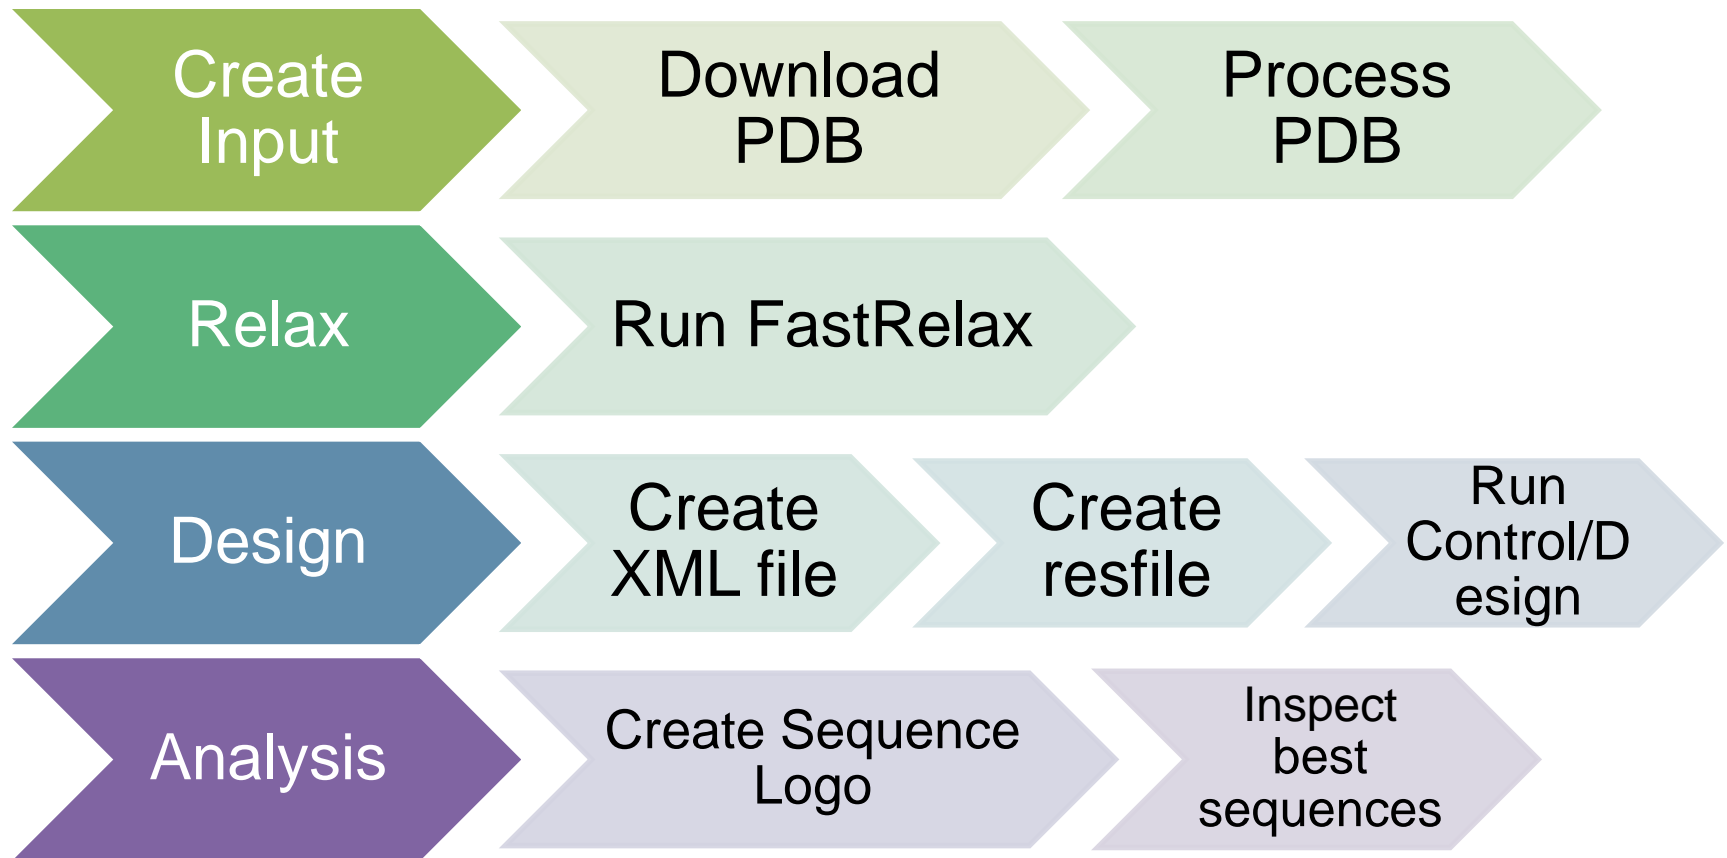 Create
Input
Download
PDB
Process
PDB
Relax
Run FastRelax
Design
Create
XML file
Create
resfile
Run
Control/D
esign
Analysis
Create Sequence
Logo
Inspect
best
sequences